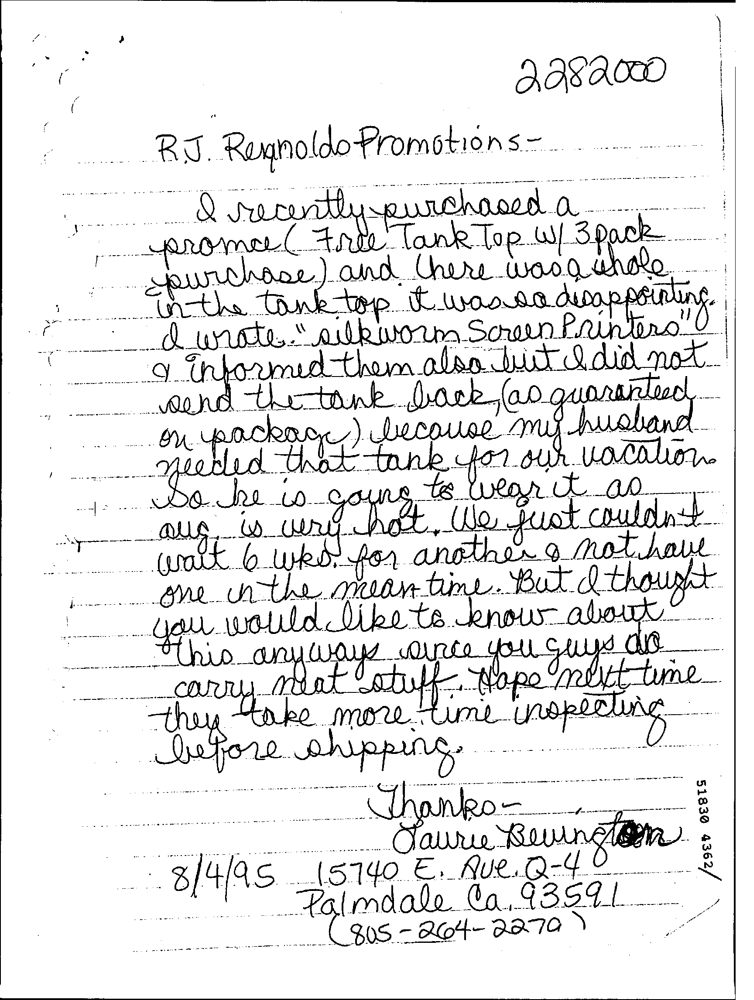 2282000
R.J. Reynolds Promotions-
I recently purchased a
promo (Free Tank Top w/ 3 pack
purchase) and there was a whole
in the tank top it was so disappointing.
I wrote "silkworm Screen Printers"
& informed them also but I did not
send the tank back, (as guaranteed
on package) because my husband
needed that tank for our vacation
So he is going to wear it as
aug. is very hot. We just couldn't
wait 6 wks. for another & not have
one in the mean time. But I thought
you would like to know about
this anyways since you guys do
carry neat stuff. Hope next time
they take more time inspecting
before shipping.
Thanks-
Laurie Bevington
8/4/95 15740 E. Ave. Q-4
Palmdale Ca. 93591
(805-264-2270)
51830 4362